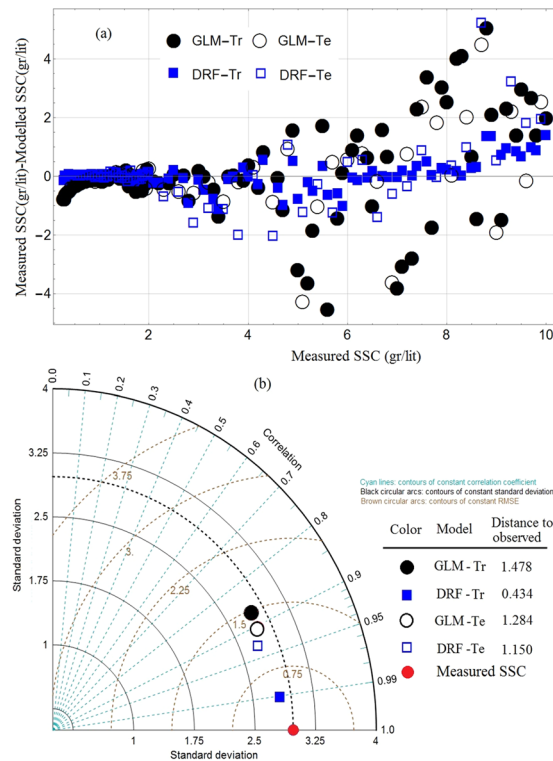 (a)
GLM-Tr
GLM-Te
DRF-Tr
DRF-Te
Measured SSC(gr/lit)-Modelled SSC(gr/lit)
4
2
0
-2
-4
2
4
6
8
10
Measured SSC (gr/lit)
(b)
4
3.25
2.5
1.75
1
Standard deviation
0.0
0.1
0.2
0.3
0.4
0.5
0.6
0.7
0.8
0.9
0.95
0.99
1.0
Correlation
3.75
3.
2.25
1.5
0.75
1
1.75
2.5
3.25
4
Standard deviation
Cyan lines: contours of constant correlation coefficient
Black circular arcs: contours of constant standard deviation
Brown circular arcs: contours of constant RMSE
Color Model Distance to observed
GLM - Tr 1.478
DRF - Tr 0.434
GLM - Te 1.284
DRF - Te 1.150
Measured SSC